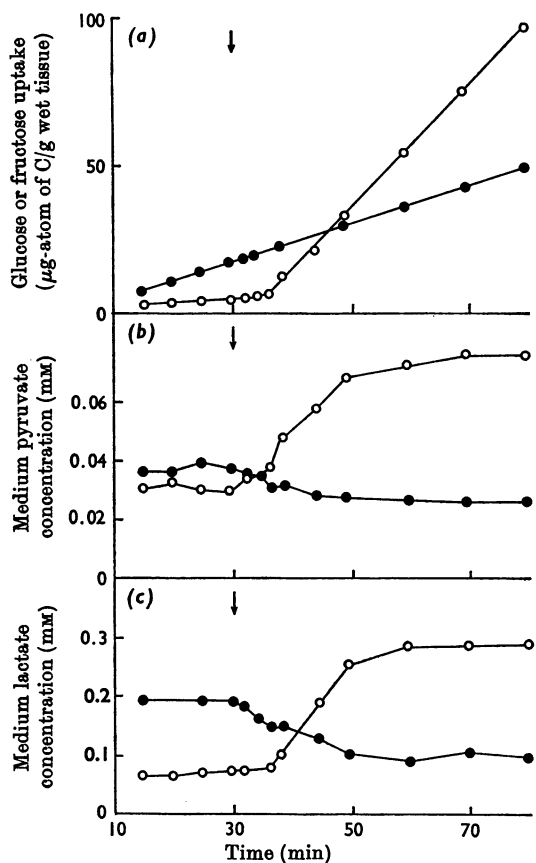 100
(a)
Glucose or fructose uptake
(μg-atom of C/g wet tissue)
50
0
(b)
Medium pyruvate
concentration (mM)
0.06
0.04
0.02
0
(c)
Medium lactate
concentration (mM)
0.3
0.2
0.1
0
10
30
50
70
Time (min)